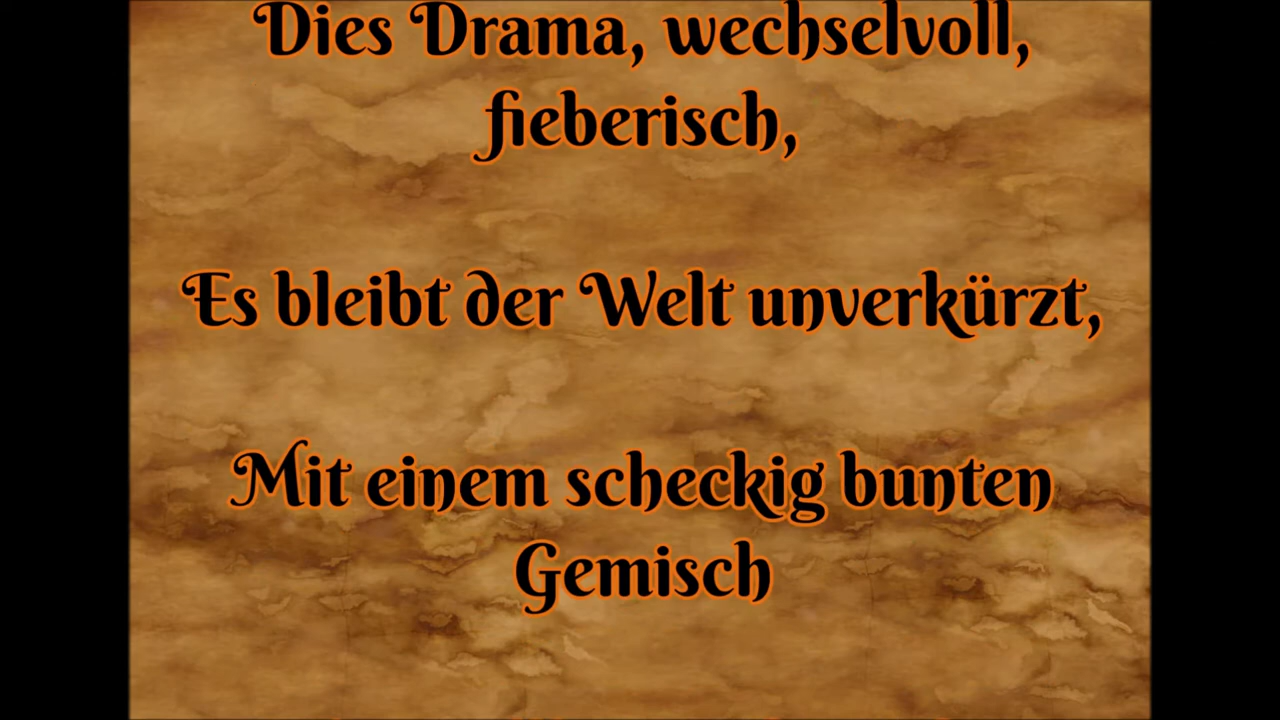 Dies Drama, wechselvoll,
fieberisch,
Es bleibt der Welt unverkürzt,
Mit einem scheckig bunten
Gemisch